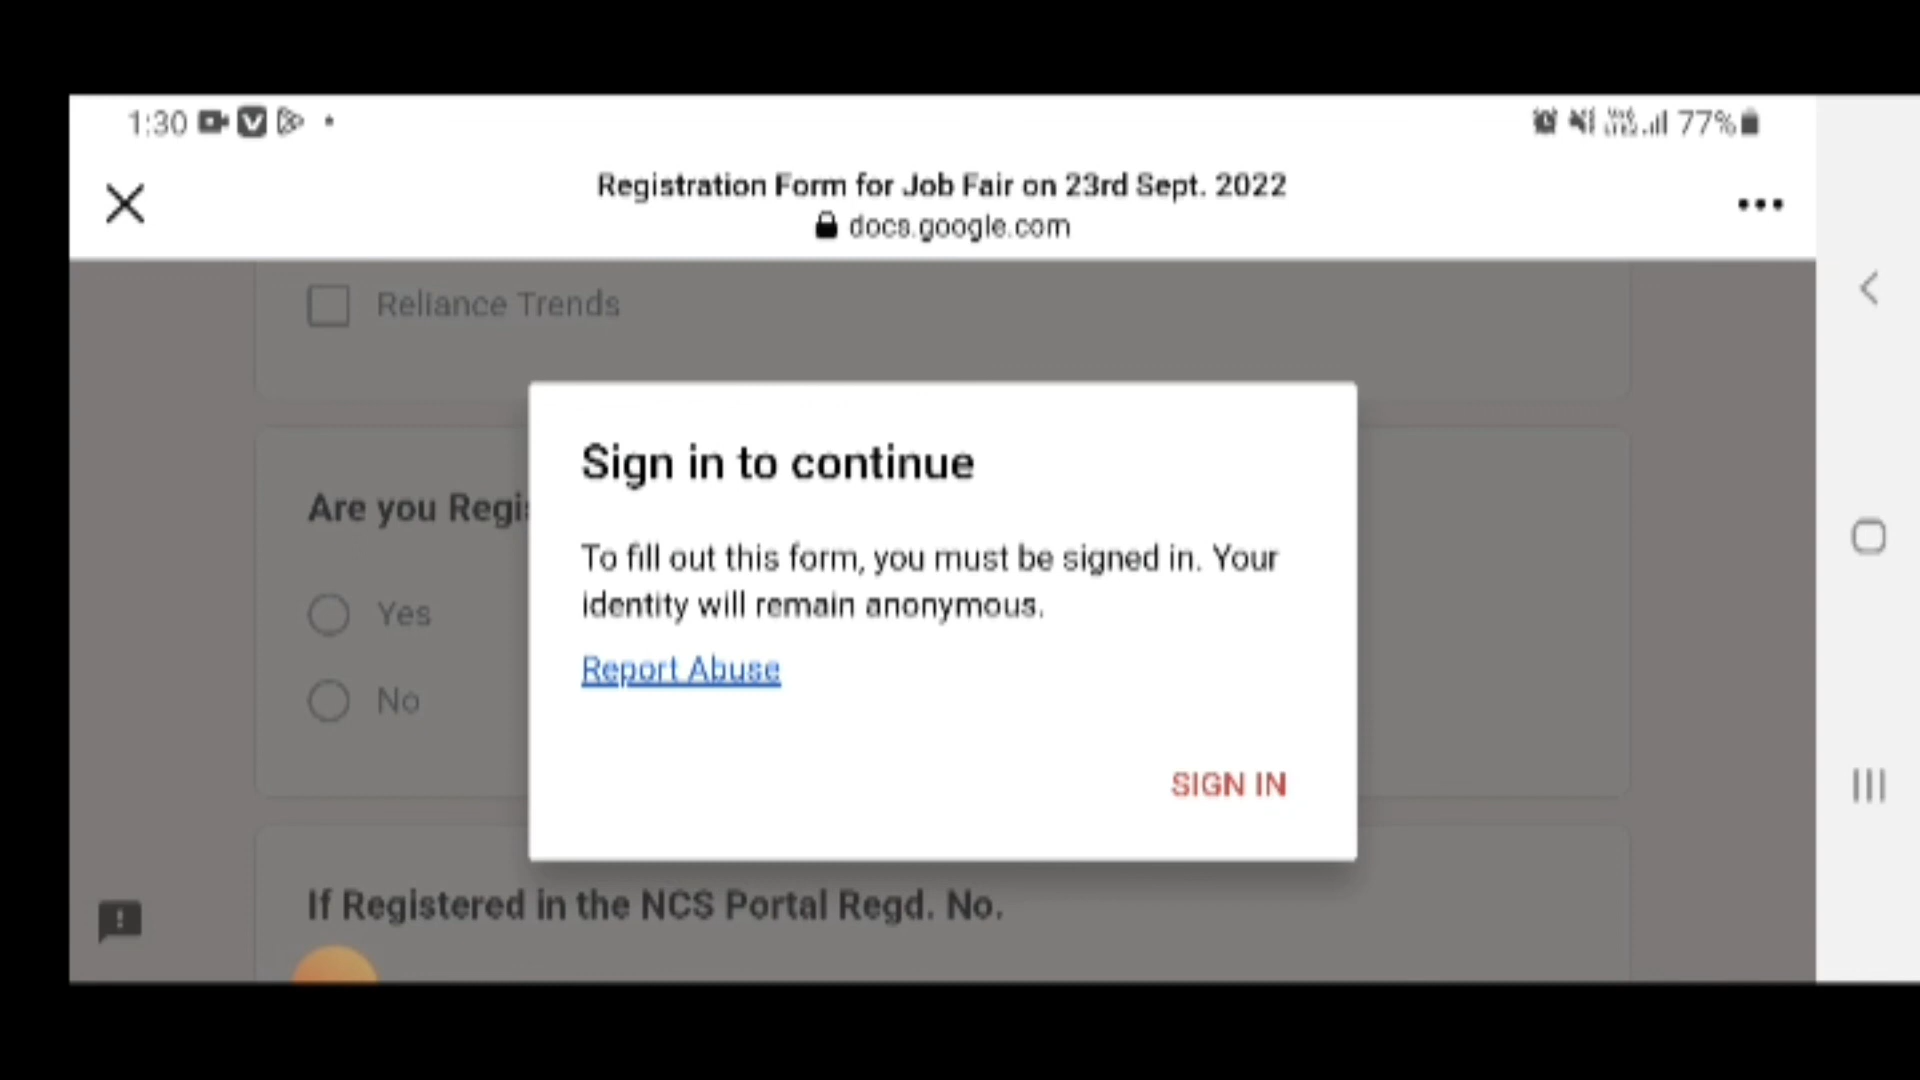 1:30
77%
Registration Form for Job Fair on 23rd Sept. 2022
docs.google.com
Reliance Trends
Sign in to continue
Are you Regi
To fill out this form, you must be signed in. Your
identity will remain anonymous.
Yes
Report Abuse
No
SIGN IN
If Registered in the NCS Portal Regd. No.